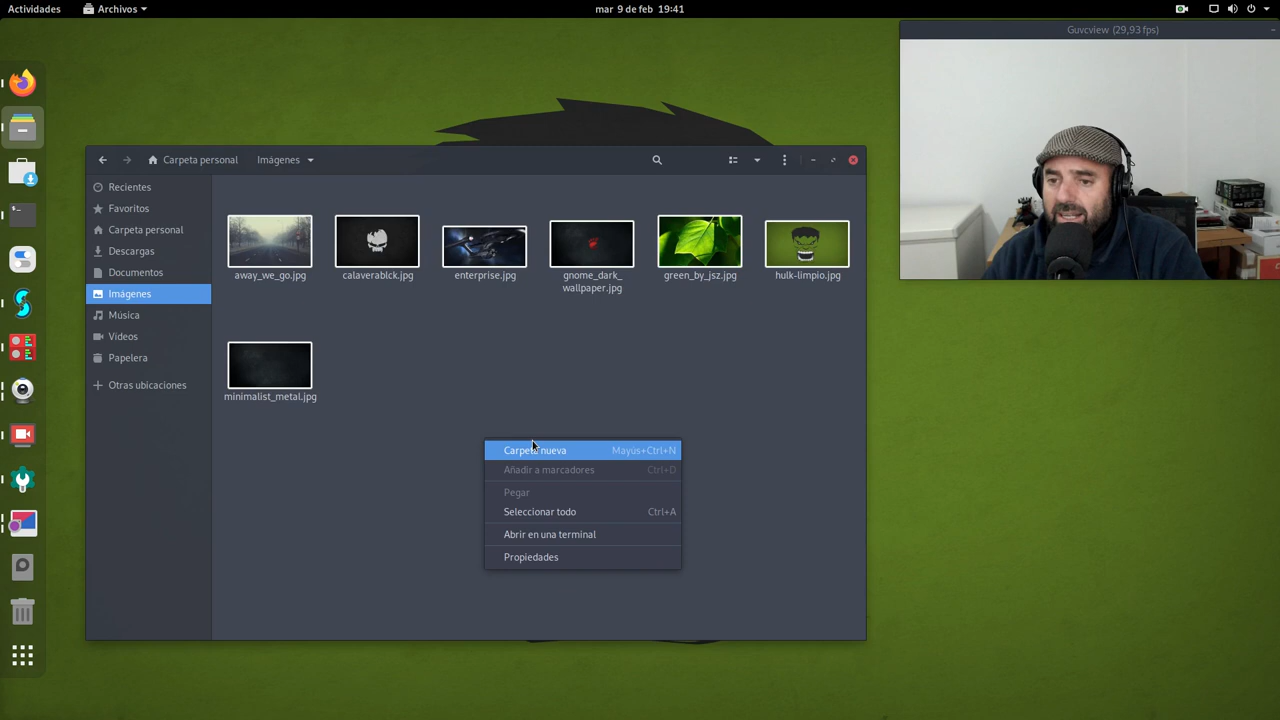 Actividades
Archivos
mar 9 de feb 19:41
Guvcview (29,93 fps)
Carpeta personal
Imágenes
Recientes
Favoritos
Carpeta personal
Descargas
Documentos
Imágenes
Música
Vídeos
Papelera
Otras ubicaciones
away_we_go.jpg
calaverablck.jpg
enterprise.jpg
gnome_dark_
wallpaper.jpg
green_by_jsz.jpg
hulk-limpio.jpg
minimalist_metal.jpg
Carpeta nueva Mayús+Ctrl+N
Añadir a marcadores Ctrl+D
Pegar
Seleccionar todo Ctrl+A
Abrir en una terminal
Propiedades